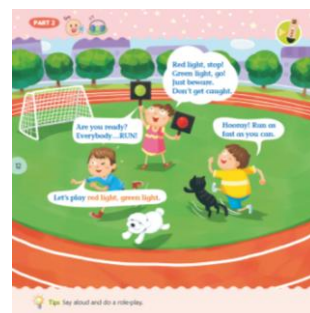 PART 2
Red light, stop!
Green light, go!
Just beware.
Don't get caught.
Are you ready?
Everybody...RUN!
Hooray! Run as
fast as you can.
12
Let's play red light, green light.
Tips Say aloud and do a role-play.